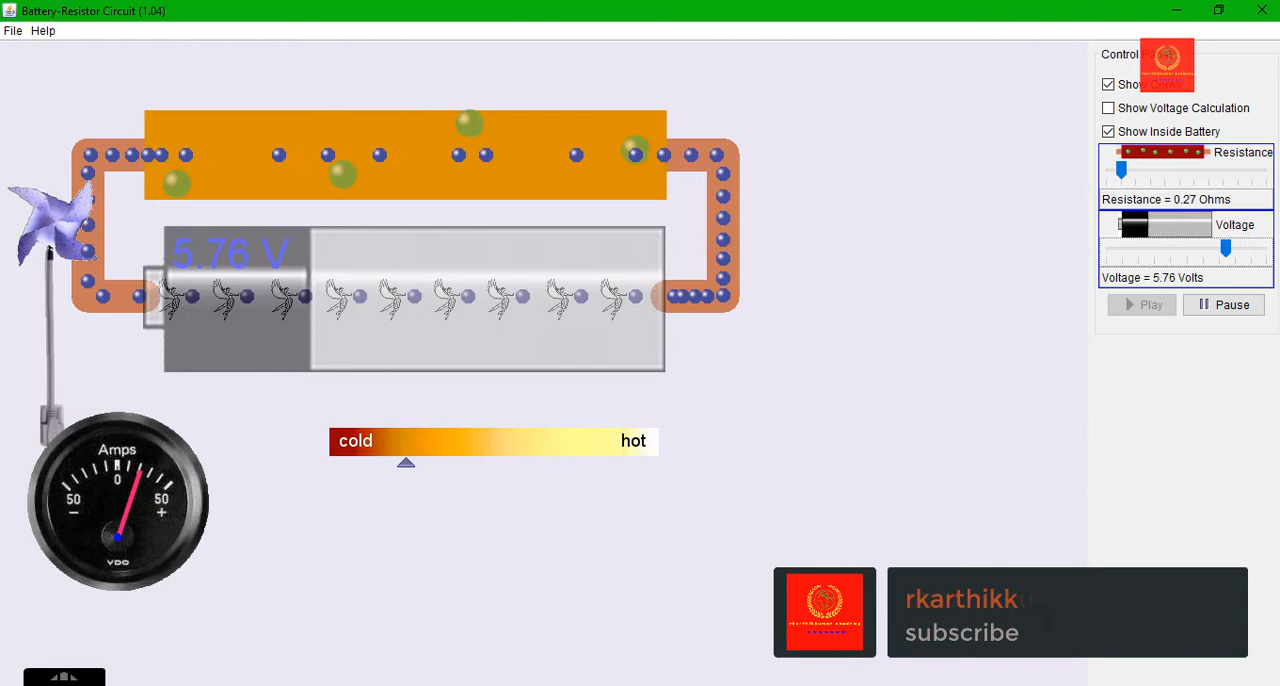 Battery-Resistor Circuit (1.04)
File Help
Control
Show Cores
Show Voltage Calculation
Show Inside Battery
Resistance
Resistance = 0.27 Ohms
Voltage
Voltage = 5.76 Volts
Play Pause
5.76 V
cold hot
Amps
0
50 50
- +
VDO
rkarthikk
subscribe